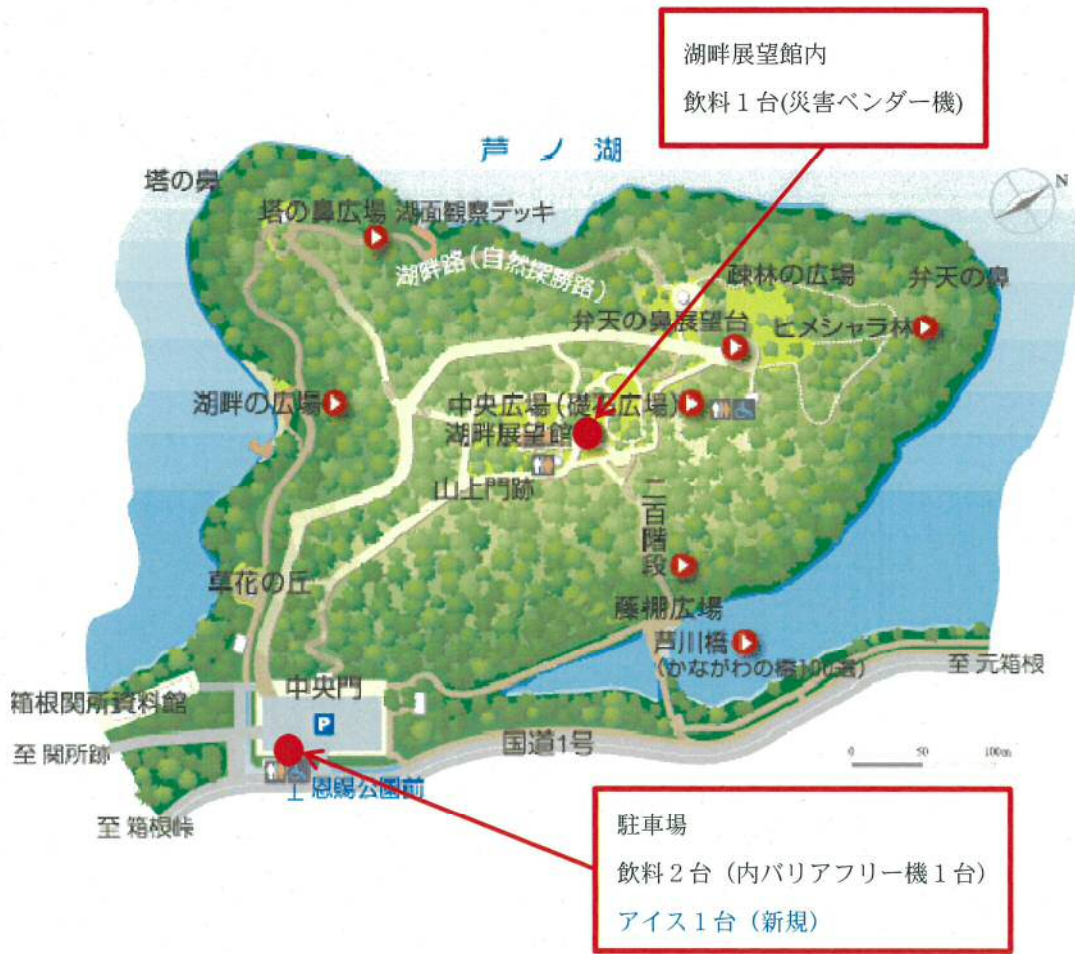 湖畔展望館内
飲料１台(災害ベンダー機)
芦ノ湖
N
塔の鼻
塔の鼻広場
湖面観察デッキ
湖畔路(自然探勝路)
疎林の広場
弁天の鼻
弁天の鼻展望台
ヒメシャラ林
湖畔の広場
中央広場(礎石広場)
湖畔展望館
山上門跡
二百階段
草花の丘
藤棚広場
芦川橋
(かながわの橋100選)
至 元箱根
中央門
箱根関所資料館
P
至 関所跡
国道1号
0 50 100m
恩賜公園前
至 箱根峠
駐車場
飲料２台（内バリアフリー機１台）
アイス１台（新規）